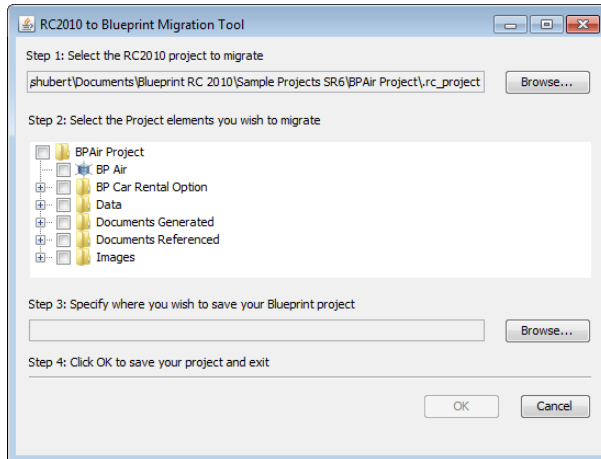 RC2010 to Blueprint Migration Tool
Step 1: Select the RC2010 project to migrate
shubert\Documents\Blueprint RC 2010\Sample Projects SR6\BPAir Project\.rc_project
Browse...
Step 2: Select the Project elements you wish to migrate
BPAir Project
BP Air
BP Car Rental Option
Data
Documents Generated
Documents Referenced
Images
Step 3: Specify where you wish to save your Blueprint project
Browse...
Step 4: Click OK to save your project and exit
OK
Cancel